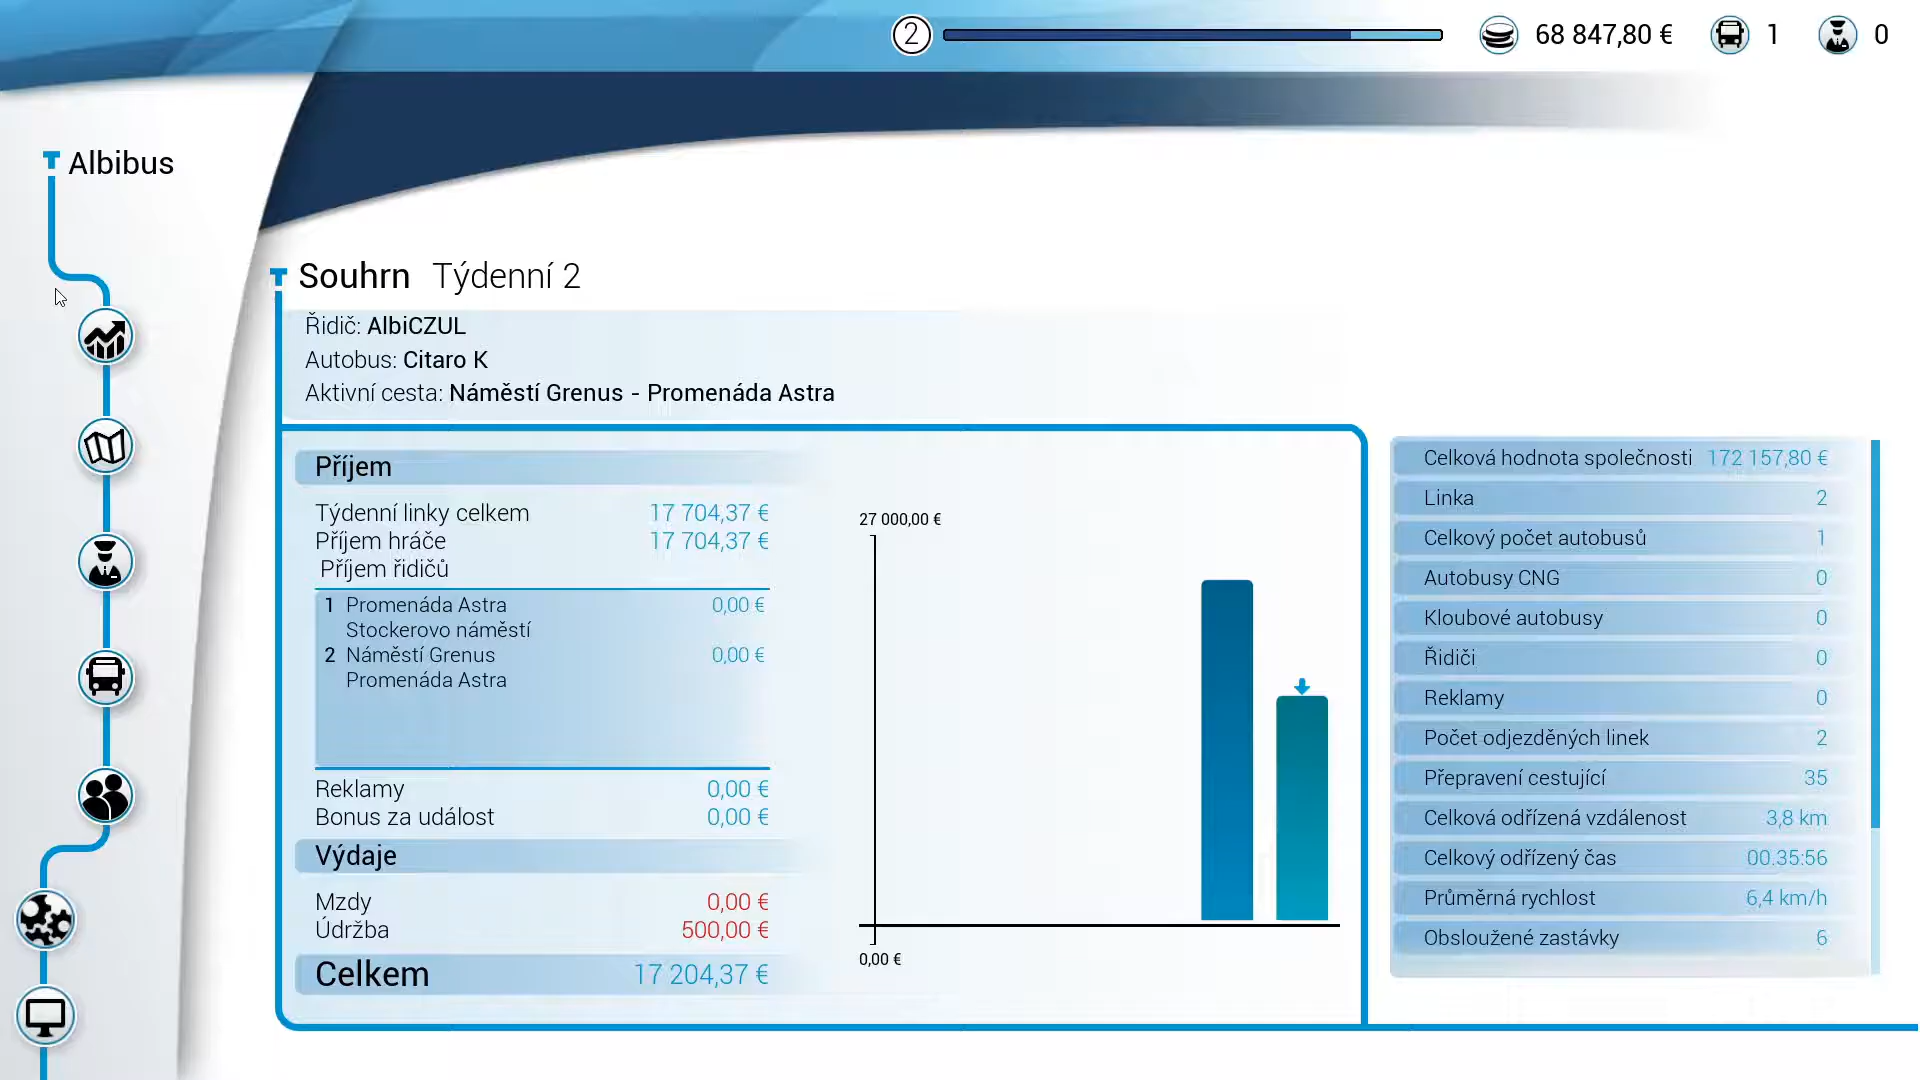 2 68 847,80 € 1 0
Albibus
Souhrn Týdenní 2
Řidič: AlbiCZUL
Autobus: Citaro K
Aktivní cesta: Náměstí Grenus - Promenáda Astra
Příjem
Týdenní linky celkem 17 704,37 €
Příjem hráče 17 704,37 €
Příjem řidičů
1 Promenáda Astra 0,00 €
Stockerovo náměstí
2 Náměstí Grenus 0,00 €
Promenáda Astra
Reklamy 0,00 €
Bonus za událost 0,00 €
Výdaje
Mzdy 0,00 €
Údržba 500,00 €
Celkem 17 204,37 €
27 000,00 €
0,00 €
Celková hodnota společnosti 172 157,80 €
Linka 2
Celkový počet autobusů 1
Autobusy CNG 0
Kloubové autobusy 0
Řidiči 0
Reklamy 0
Počet odjezděných linek 2
Přepravení cestující 35
Celková odřízená vzdálenost 3,8 km
Celkový odřízený čas 00.35:56
Průměrná rychlost 6,4 km/h
Obsloužené zastávky 6